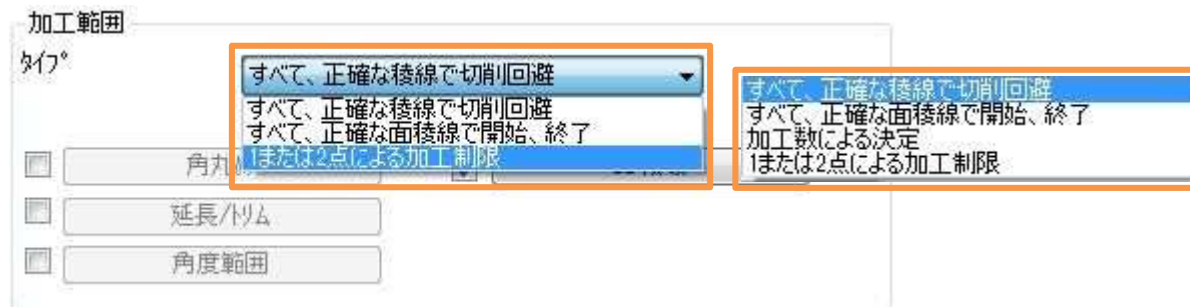 加工範囲
ﾀｲﾌﾟ
すべて、正確な稜線で切削回避
すべて、正確な稜線で切削回避
すべて、正確な面稜線で開始、終了
1または2点による加工制限
すべて、正確な稜線で切削回避
すべて、正確な面稜線で開始、終了
加工数による決定
1または2点による加工制限
角丸
延長/ﾄﾘﾑ
角度範囲